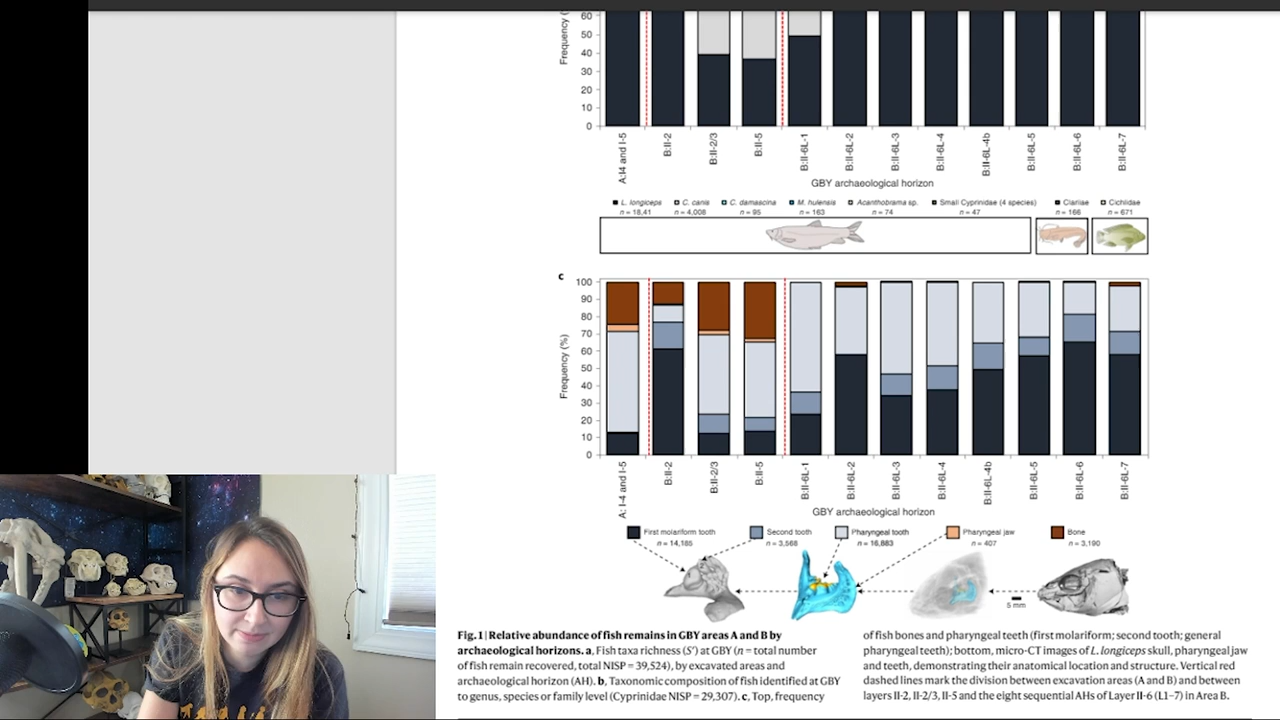 Frequency (
60
50
40
30
20
10
0
A:I4 and I-5
B:II-2
B:II-2/3
B:II-5
B:II-6L-1
B:II-6L-2
B:II-6L-3
B:II-6L-4
B:II-6L-4b
B:II-6L-5
B:II-6L-6
B:II-6L-7
GBY archaeological horizon
L. longiceps C. canis C. damascina M. hulensis Acanthobrama sp. Small Cyprinidae (4 species) Clariae Cichlidae
n = 18,41 n = 4,008 n = 95 n = 163 n = 74 n = 47 n = 166 n = 671
c
Frequency (%)
100
90
80
70
60
50
40
30
20
10
0
A: I-4 and I-5
B:II-2
B:II-2/3
B:II-5
B:II-6L-1
B:II-6L-2
B:II-6L-3
B:II-6L-4
B:II-6L-4b
B:II-6L-5
B:II-6L-6
B:II-6L-7
GBY archaeological horizon
First molariform tooth Second tooth Pharyngeal tooth Pharyngeal jaw Bone
n = 14,185 n = 3,568 n = 16,883 n = 407 n = 3,190
5 mm
Fig. 1 | Relative abundance of fish remains in GBY areas A and B by
archaeological horizons. a, Fish taxa richness (S′) at GBY (n = total number
of fish remain recovered, total NISP = 39,524), by excavated areas and
archaeological horizon (AH). b, Taxonomic composition of fish identified at GBY
to genus, species or family level (Cyprinidae NISP = 29,307). c, Top, frequency
of fish bones and pharyngeal teeth (first molariform; second tooth; general
pharyngeal teeth); bottom, micro-CT images of L. longiceps skull, pharyngeal jaw
and teeth, demonstrating their anatomical location and structure. Vertical red
dashed lines mark the division between excavation areas (A and B) and between
layers II-2, II-2/3, II-5 and the eight sequential AHs of Layer II-6 (L1–7) in Area B.